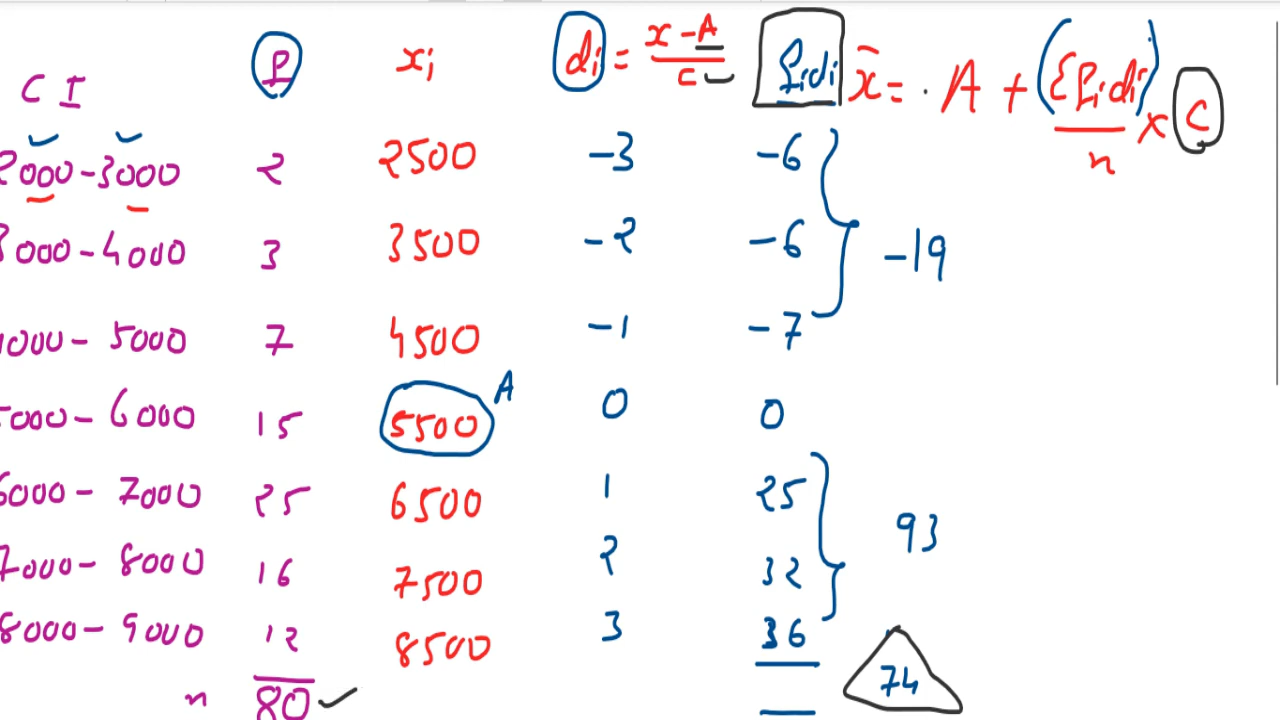 C I f xi di = x - A / c fidi x̄ = . A + (Σfidi) / n × C
2000 - 3000 2 2500 -3 -6
3000 - 4000 3 3500 -2 -6 -19
4000 - 5000 7 4500 -1 -7
5000 - 6000 15 5500 A 0 0
6000 - 7000 25 6500 1 25
7000 - 8000 16 7500 2 32 93
8000 - 9000 12 8500 3 36
n 80 74